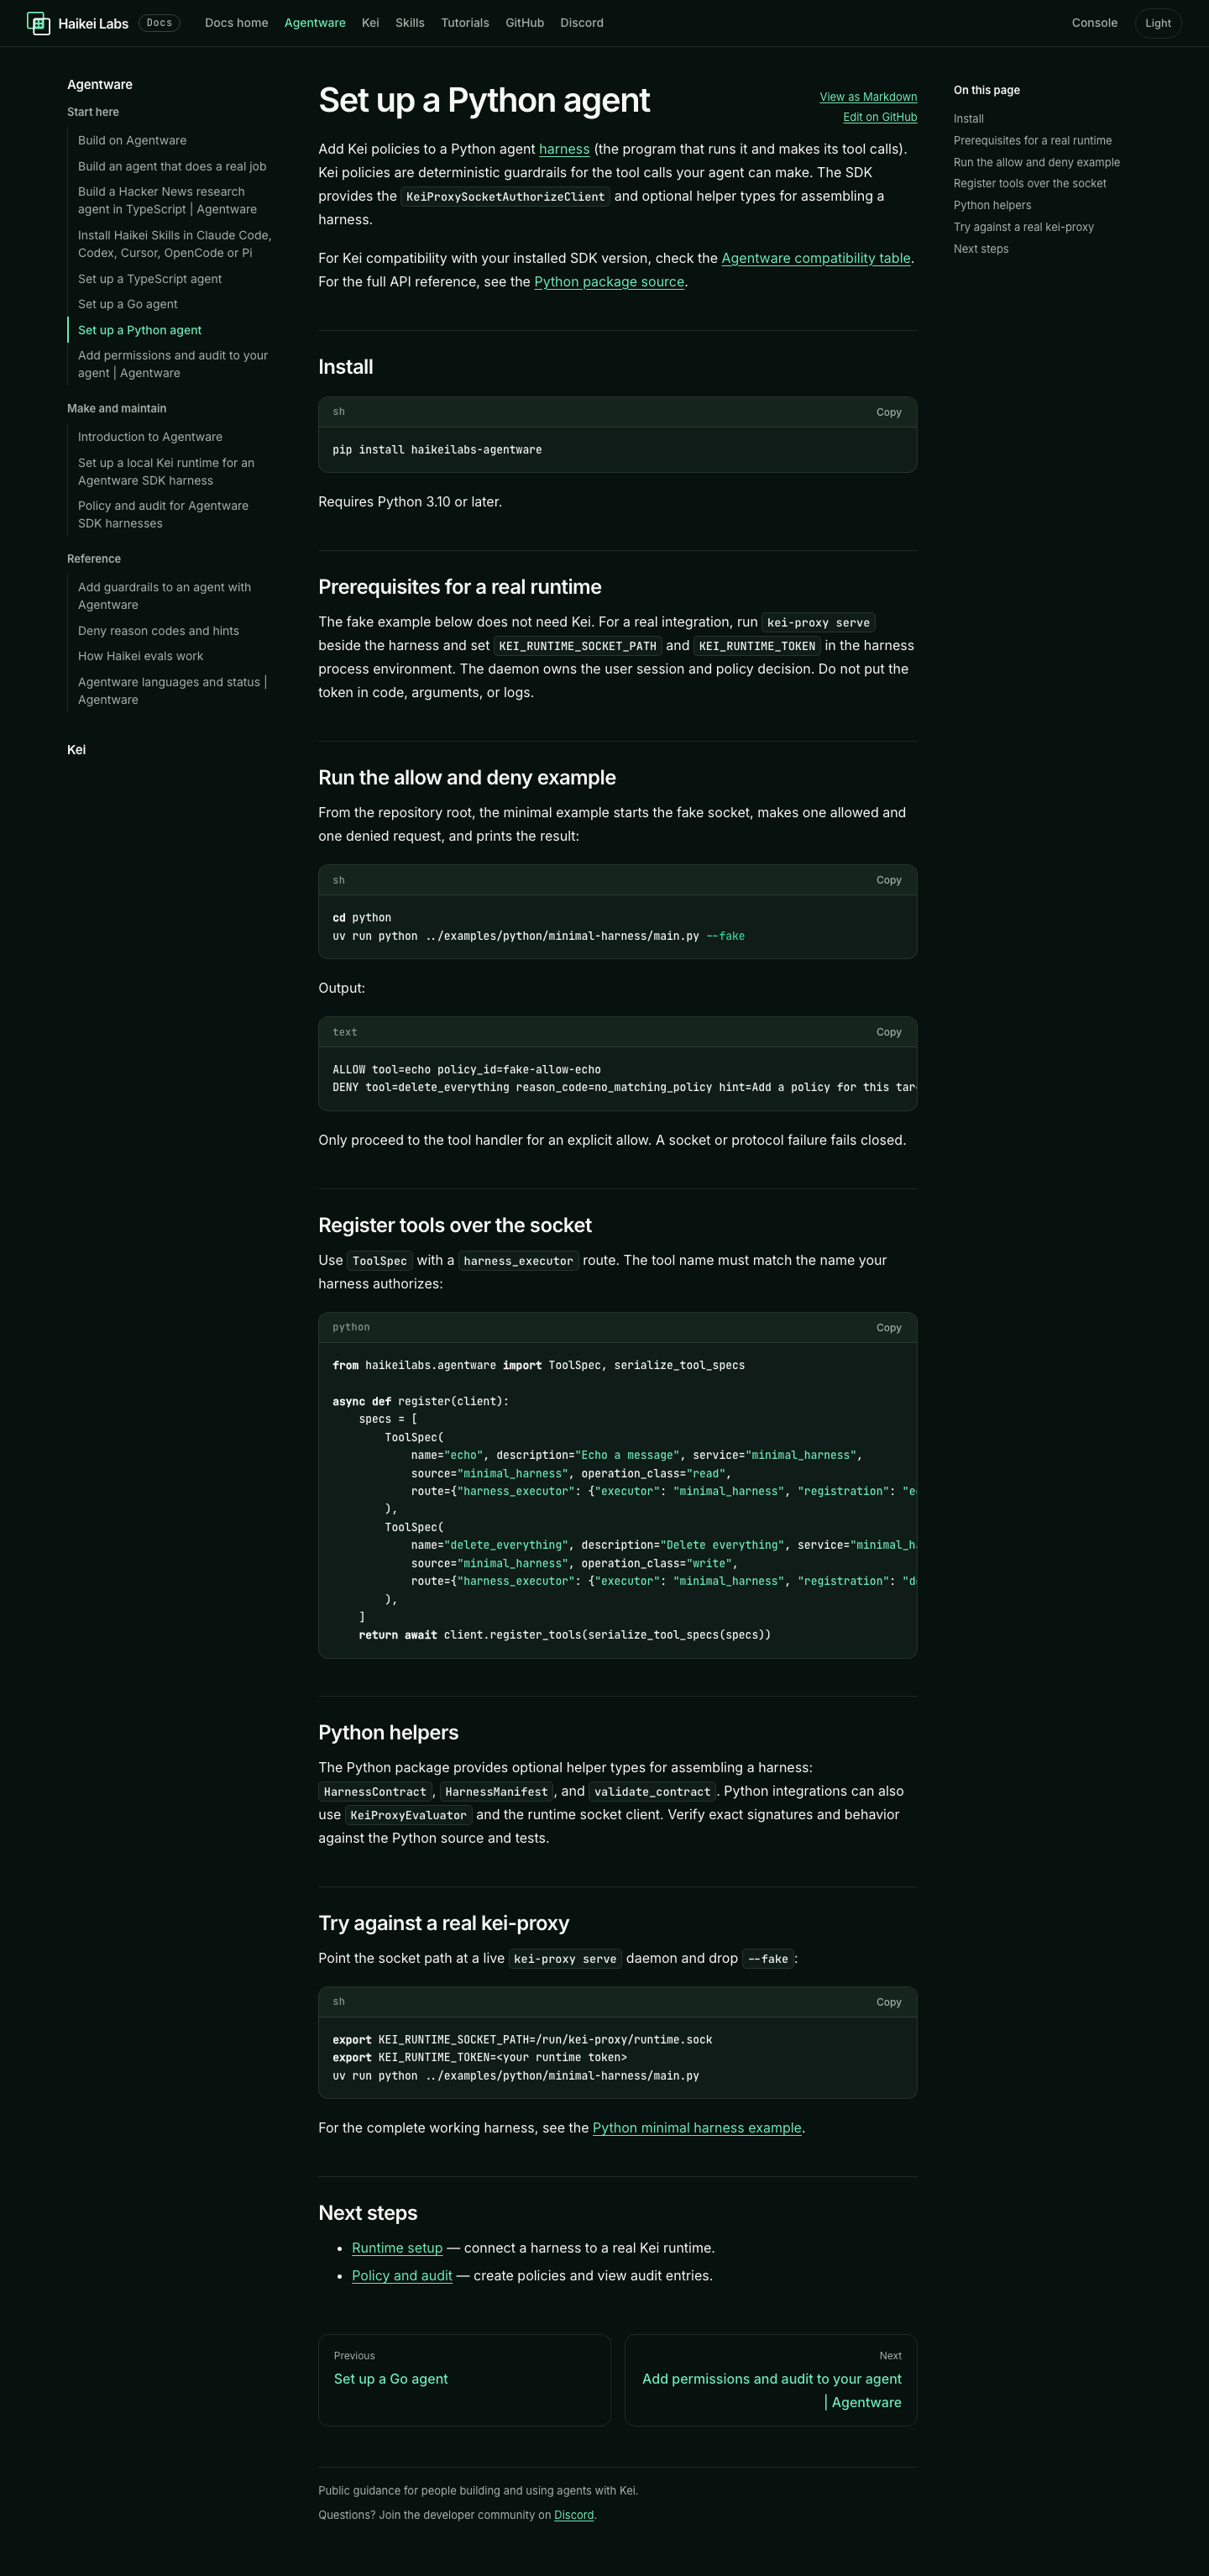 Haikei Labs Docs Docs home Agentware Kei Skills Tutorials GitHub Discord Console Light
Agentware
Start here
Build on Agentware
Build an agent that does a real job
Build a Hacker News research
agent in TypeScript | Agentware
Install Haikei Skills in Claude Code,
Codex, Cursor, OpenCode or Pi
Set up a TypeScript agent
Set up a Go agent
Set up a Python agent
Add permissions and audit to your
agent | Agentware
Make and maintain
Introduction to Agentware
Set up a local Kei runtime for an
Agentware SDK harness
Policy and audit for Agentware
SDK harnesses
Reference
Add guardrails to an agent with
Agentware
Deny reason codes and hints
How Haikei evals work
Agentware languages and status |
Agentware
Kei
Set up a Python agent
View as Markdown
Edit on GitHub
Add Kei policies to a Python agent harness (the program that runs it and makes its tool calls).
Kei policies are deterministic guardrails for the tool calls your agent can make. The SDK
provides the KeiProxySocketAuthorizeClient and optional helper types for assembling a
harness.
For Kei compatibility with your installed SDK version, check the Agentware compatibility table.
For the full API reference, see the Python package source.
Install
sh Copy
pip install haikeilabs-agentware
Requires Python 3.10 or later.
Prerequisites for a real runtime
The fake example below does not need Kei. For a real integration, run kei-proxy serve
beside the harness and set KEI_RUNTIME_SOCKET_PATH and KEI_RUNTIME_TOKEN in the harness
process environment. The daemon owns the user session and policy decision. Do not put the
token in code, arguments, or logs.
Run the allow and deny example
From the repository root, the minimal example starts the fake socket, makes one allowed and
one denied request, and prints the result:
sh Copy
cd python
uv run python ../examples/python/minimal-harness/main.py --fake
Output:
text Copy
ALLOW tool=echo policy_id=fake-allow-echo
DENY tool=delete_everything reason_code=no_matching_policy hint=Add a policy for this tar
Only proceed to the tool handler for an explicit allow. A socket or protocol failure fails closed.
Register tools over the socket
Use ToolSpec with a harness_executor route. The tool name must match the name your
harness authorizes:
python Copy
from haikeilabs.agentware import ToolSpec, serialize_tool_specs
async def register(client):
specs = [
ToolSpec(
name="echo", description="Echo a message", service="minimal_harness",
source="minimal_harness", operation_class="read",
route={"harness_executor": {"executor": "minimal_harness", "registration": "e
),
ToolSpec(
name="delete_everything", description="Delete everything", service="minimal_h
source="minimal_harness", operation_class="write",
route={"harness_executor": {"executor": "minimal_harness", "registration": "d
),
]
return await client.register_tools(serialize_tool_specs(specs))
Python helpers
The Python package provides optional helper types for assembling a harness:
HarnessContract, HarnessManifest, and validate_contract. Python integrations can also
use KeiProxyEvaluator and the runtime socket client. Verify exact signatures and behavior
against the Python source and tests.
Try against a real kei-proxy
Point the socket path at a live kei-proxy serve daemon and drop --fake:
sh Copy
export KEI_RUNTIME_SOCKET_PATH=/run/kei-proxy/runtime.sock
export KEI_RUNTIME_TOKEN=<your runtime token>
uv run python ../examples/python/minimal-harness/main.py
For the complete working harness, see the Python minimal harness example.
Next steps
• Runtime setup — connect a harness to a real Kei runtime.
• Policy and audit — create policies and view audit entries.
Previous
Set up a Go agent
Next
Add permissions and audit to your agent
| Agentware
Public guidance for people building and using agents with Kei.
Questions? Join the developer community on Discord.
On this page
Install
Prerequisites for a real runtime
Run the allow and deny example
Register tools over the socket
Python helpers
Try against a real kei-proxy
Next steps